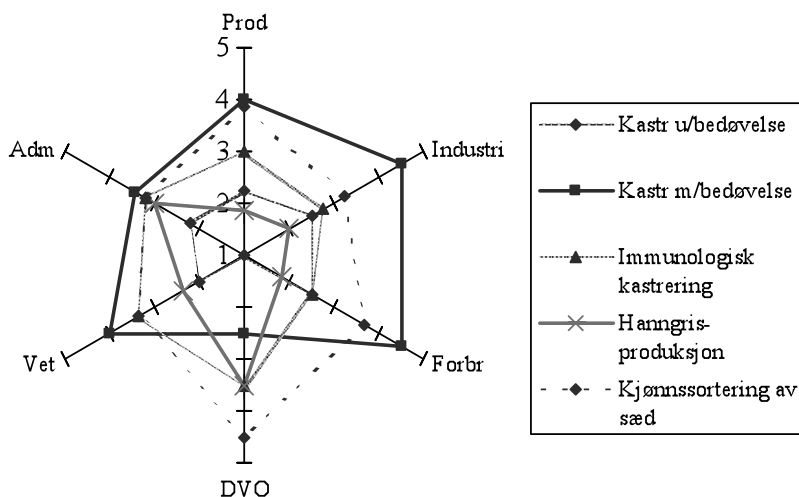 Prod
5
4
3
2
1
Adm
Industri
Vet
Forbr
DVO
Kastr u/bedøvelse
Kastr m/bedøvelse
Immunologisk
kastrering
Hanngris-
produksjon
Kjønnssortering av
sæd